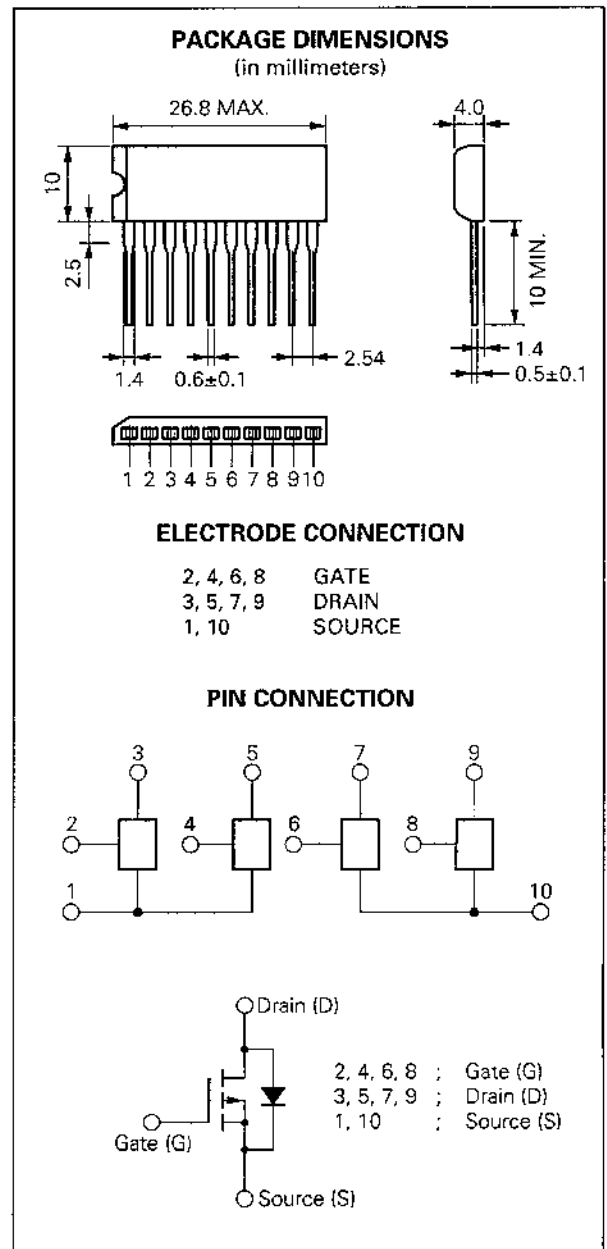 PACKAGE DIMENSIONS
(in millimeters)
26.8 MAX.
4.0
10
2.5
10 MIN.
2.54
1.4
1.4
0.6±0.1
0.5±0.1
1 2 3 4 5 6 7 8 9 10
ELECTRODE CONNECTION
2, 4, 6, 8 GATE
3, 5, 7, 9 DRAIN
1, 10 SOURCE
PIN CONNECTION
3 5 7 9
2 4 6 8
1 10
Drain (D)
2, 4, 6, 8 ; Gate (G)
3, 5, 7, 9 ; Drain (D)
1, 10 ; Source (S)
Gate (G)
Source (S)